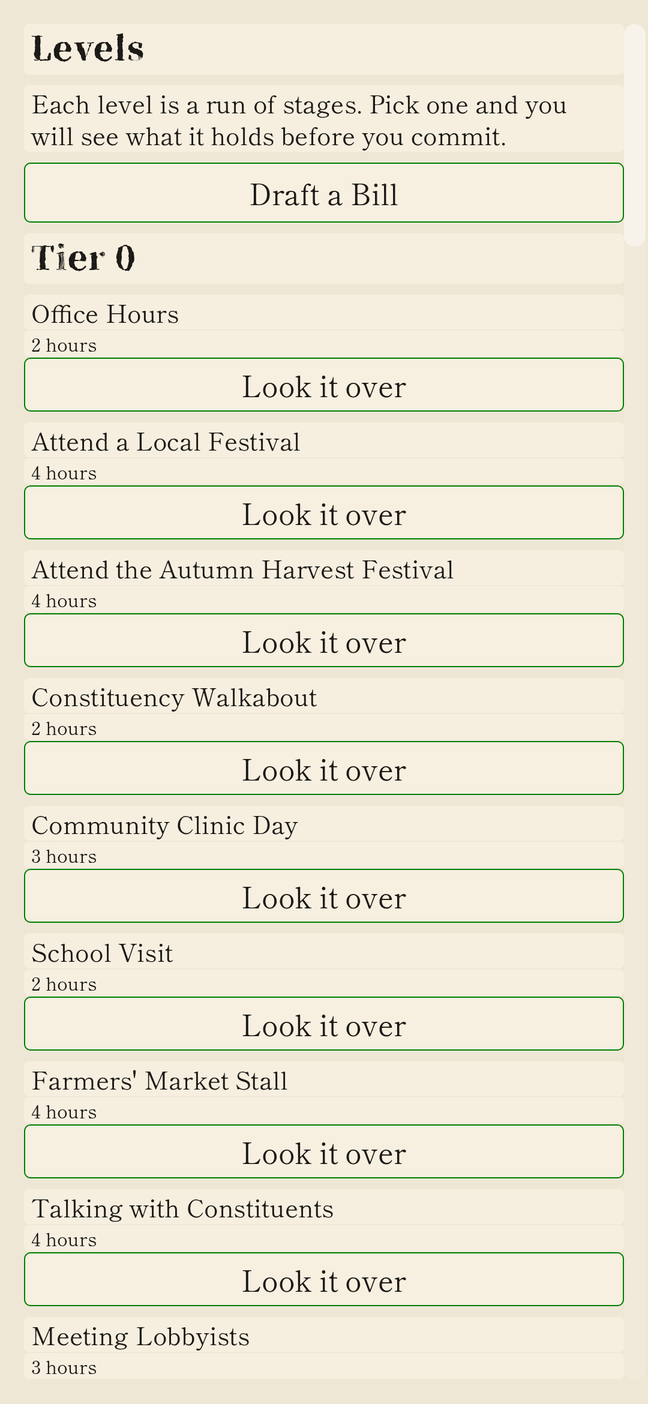 Levels
Each level is a run of stages. Pick one and you
will see what it holds before you commit.
Draft a Bill
Tier 0
Office Hours
2 hours
Look it over
Attend a Local Festival
4 hours
Look it over
Attend the Autumn Harvest Festival
4 hours
Look it over
Constituency Walkabout
2 hours
Look it over
Community Clinic Day
3 hours
Look it over
School Visit
2 hours
Look it over
Farmers' Market Stall
4 hours
Look it over
Talking with Constituents
4 hours
Look it over
Meeting Lobbyists
3 hours